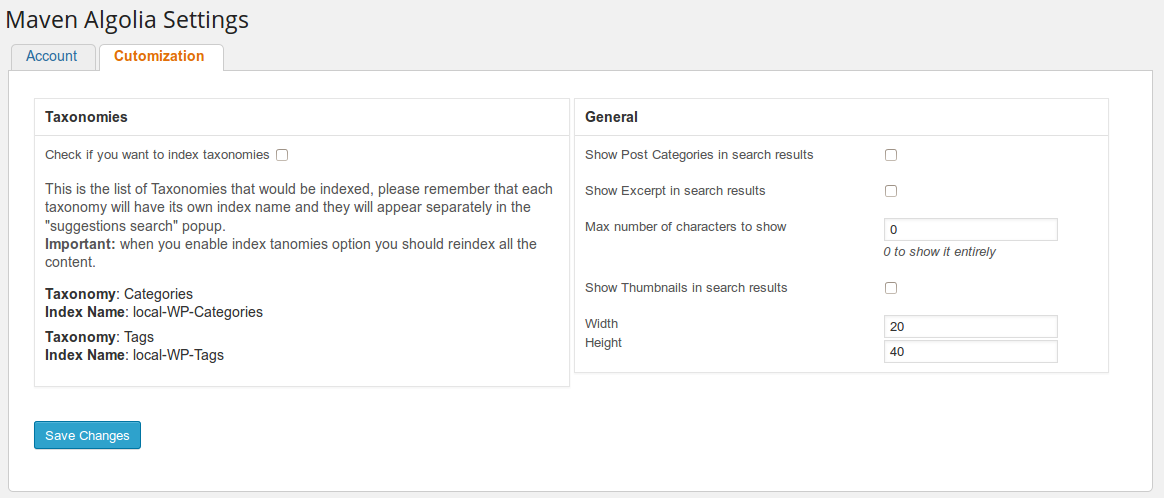 Maven Algolia Settings
Account
Cutomization
Taxonomies
Check if you want to index taxonomies
This is the list of Taxonomies that would be indexed, please remember that each
taxonomy will have its own index name and they will appear separately in the
"suggestions search" popup.
Important: when you enable index tanomies option you should reindex all the
content.
Taxonomy: Categories
Index Name: local-WP-Categories
Taxonomy: Tags
Index Name: local-WP-Tags
General
Show Post Categories in search results
Show Excerpt in search results
Max number of characters to show
0
0 to show it entirely
Show Thumbnails in search results
Width
20
Height
40
Save Changes